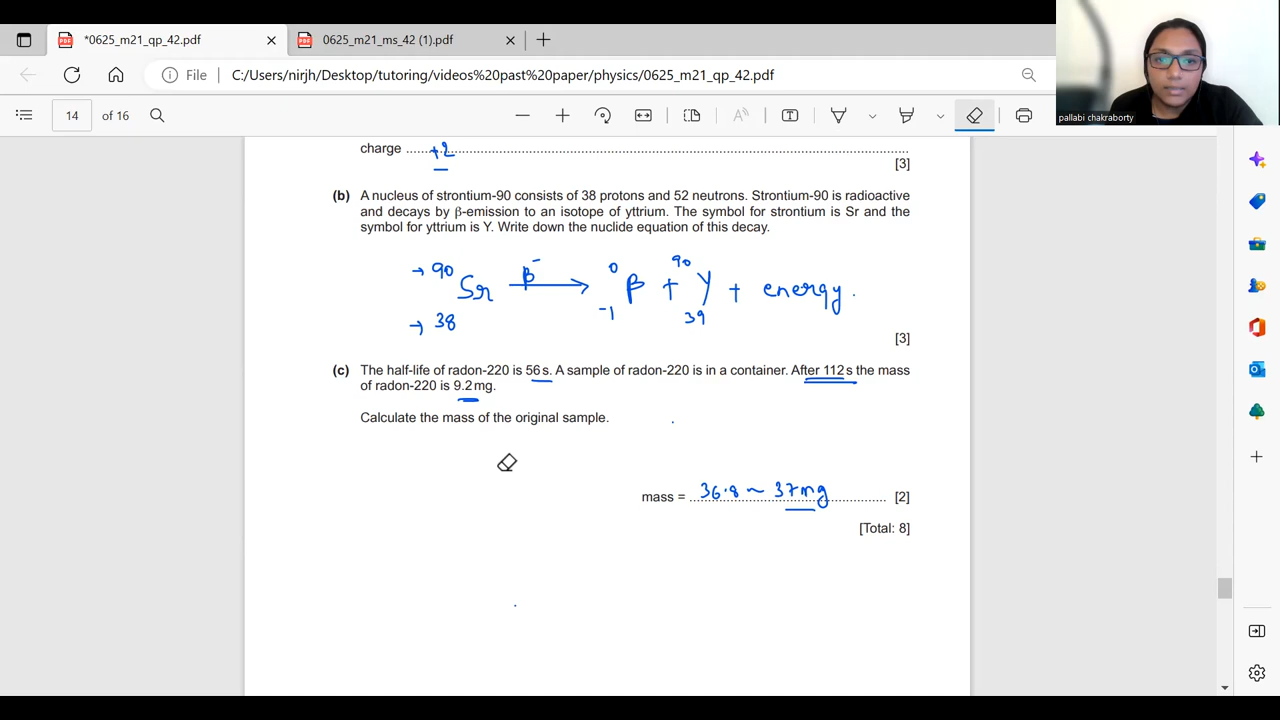 *0625_m21_qp_42.pdf
0625_m21_ms_42 (1).pdf
File
C:/Users/nirjh/Desktop/tutoring/videos%20past%20paper/physics/0625_m21_qp_42.pdf
14 of 16
pallabi chakraborty
charge +2
[3]
(b) A nucleus of strontium-90 consists of 38 protons and 52 neutrons. Strontium-90 is radioactive
and decays by β-emission to an isotope of yttrium. The symbol for strontium is Sr and the
symbol for yttrium is Y. Write down the nuclide equation of this decay.
→ 90 38 Sr β⁻ → 0 -1 β + 90 39 Y + energy.
[3]
(c) The half-life of radon-220 is 56 s. A sample of radon-220 is in a container. After 112 s the mass
of radon-220 is 9.2 mg.
Calculate the mass of the original sample.
mass = 36.8 ~ 37mg [2]
[Total: 8]